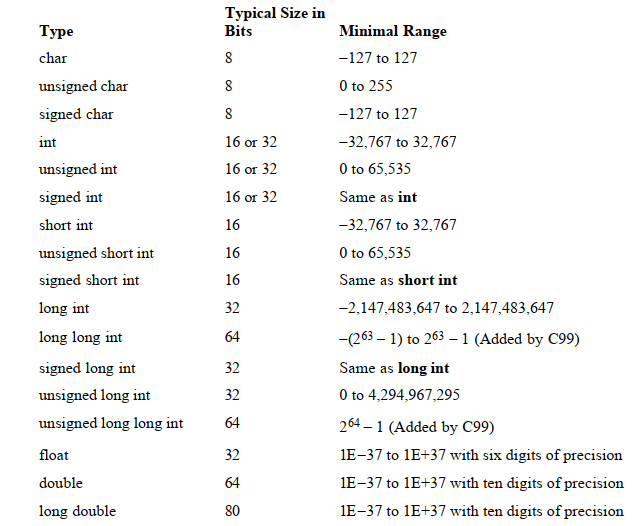 Typical Size in
Type Bits Minimal Range
char 8 −127 to 127
unsigned char 8 0 to 255
signed char 8 −127 to 127
int 16 or 32 −32,767 to 32,767
unsigned int 16 or 32 0 to 65,535
signed int 16 or 32 Same as int
short int 16 −32,767 to 32,767
unsigned short int 16 0 to 65,535
signed short int 16 Same as short int
long int 32 −2,147,483,647 to 2,147,483,647
long long int 64 −(2⁶³ – 1) to 2⁶³ – 1 (Added by C99)
signed long int 32 Same as long int
unsigned long int 32 0 to 4,294,967,295
unsigned long long int 64 2⁶⁴ – 1 (Added by C99)
float 32 1E−37 to 1E+37 with six digits of precision
double 64 1E−37 to 1E+37 with ten digits of precision
long double 80 1E−37 to 1E+37 with ten digits of precision